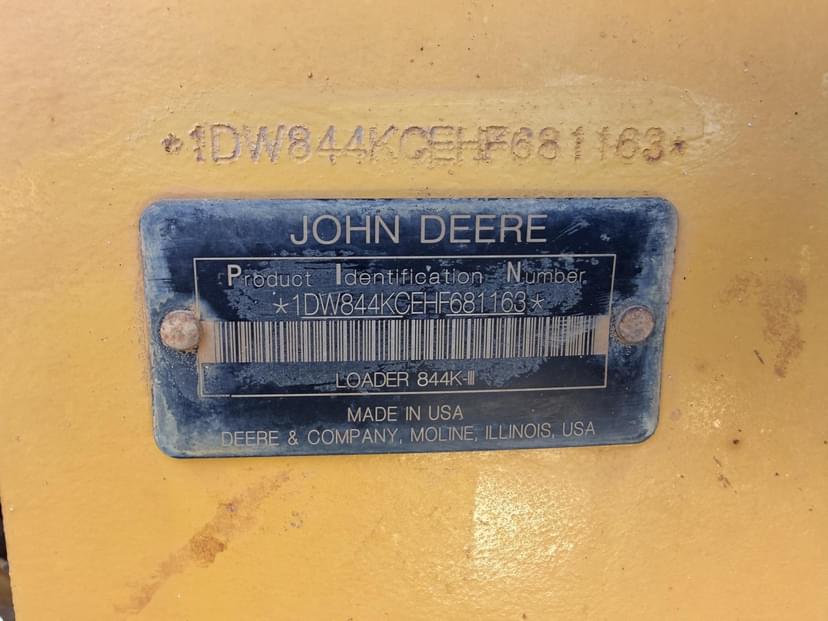 *1DW844KCEHF681163*
JOHN DEERE
Product Identification Number
*1DW844KCEHF681163*
LOADER 844K-III
MADE IN USA
DEERE & COMPANY, MOLINE, ILLINOIS, USA